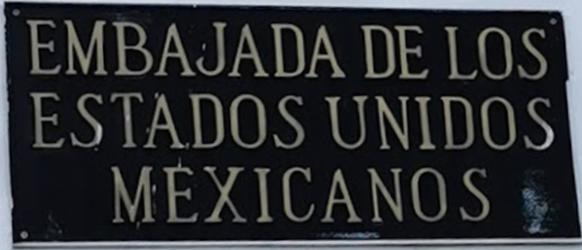 EMBAJADA DE LOS
ESTADOS UNIDOS
MEXICANOS